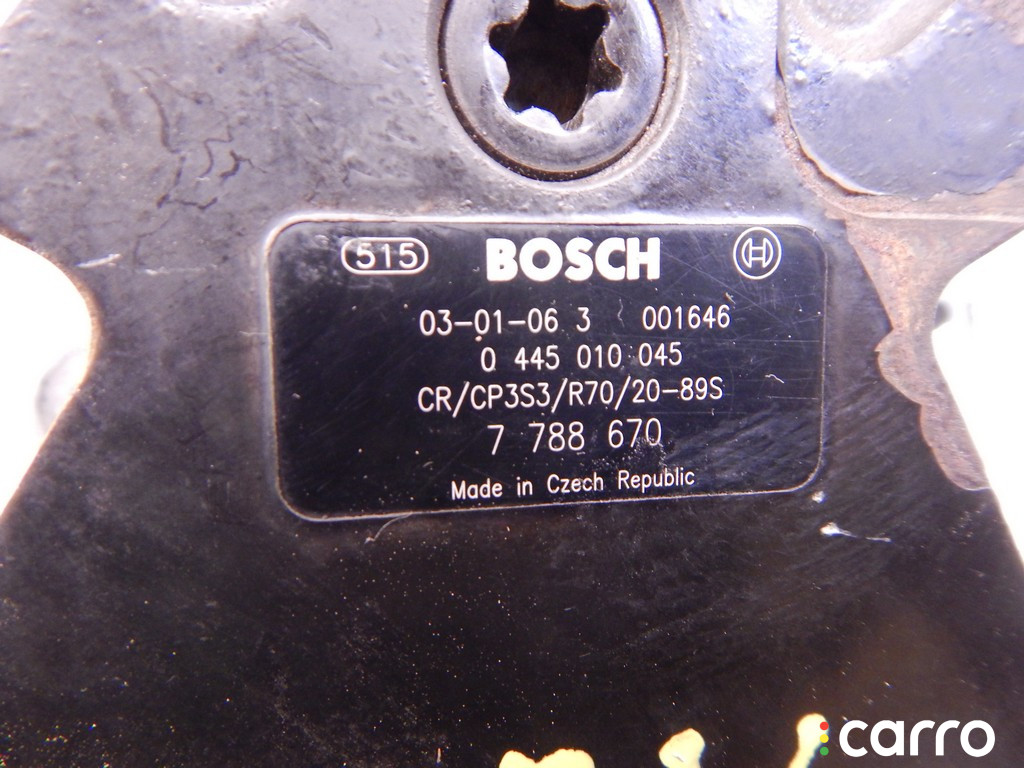 515 BOSCH H
03-01-06 3 001646
0 445 010 045
CR/CP3S3/R70/20-89S
7 788 670
Made in Czech Republic
carro